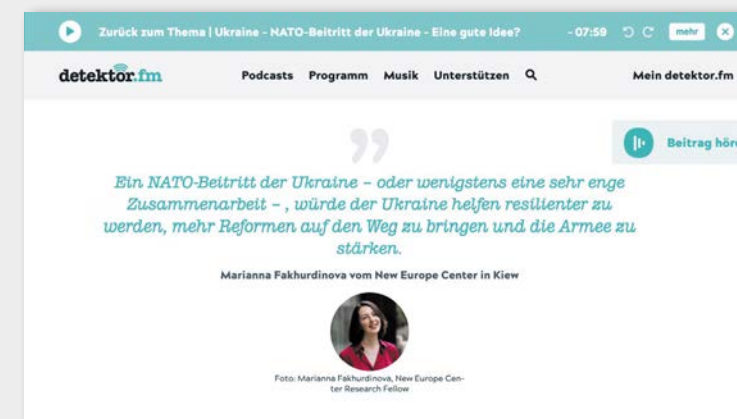 Zurück zum Thema | Ukraine - NATO-Beitritt der Ukraine - Eine gute Idee?
- 07:59
mehr
detektor.fm
Podcasts Programm Musik Unterstützen
Mein detektor.fm
Beitrag höre
Ein NATO-Beitritt der Ukraine – oder wenigstens eine sehr enge
Zusammenarbeit – , würde der Ukraine helfen resilienter zu
werden, mehr Reformen auf den Weg zu bringen und die Armee zu
stärken.
Marianna Fakhurdinova vom New Europe Center in Kiew
Foto: Marianna Fakhurdinova, New Europe Cen-
ter Research Fellow